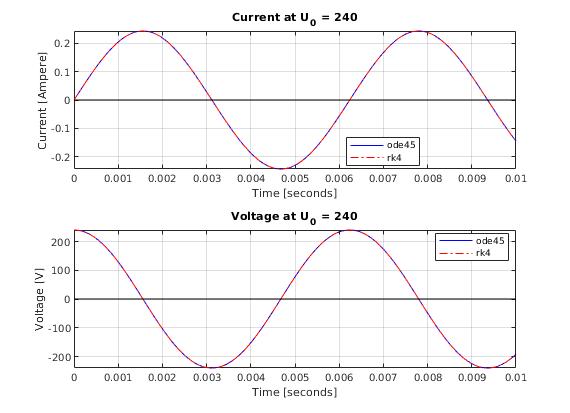 Current at U0 = 240
Current [Ampere]
0.2
0.1
0
-0.1
-0.2
ode45
rk4
0 0.001 0.002 0.003 0.004 0.005 0.006 0.007 0.008 0.009 0.01
Time [seconds]
Voltage at U0 = 240
Voltage [V]
200
100
0
-100
-200
ode45
rk4
0 0.001 0.002 0.003 0.004 0.005 0.006 0.007 0.008 0.009 0.01
Time [seconds]